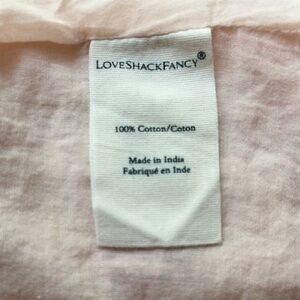 LOVESHACKFANCY®
100% Cotton/Coton
Made in India
Fabriqué en Inde